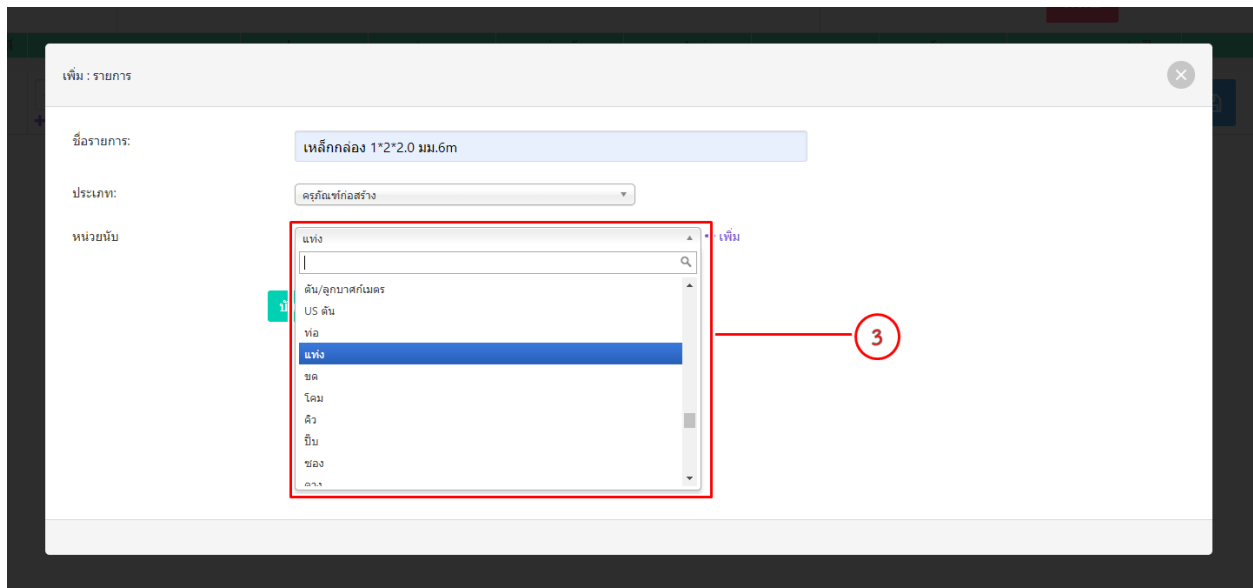 เพิ่ม : รายการ
ชื่อรายการ:
เหล็กกล่อง 1*2*2.0 มม.6m
ประเภท:
ครุภัณฑ์ก่อสร้าง
หน่วยนับ
แท่ง
เพิ่ม
ตัน/ลูกบาศก์เมตร
US ตัน
ท่อ
แท่ง
ขด
โคม
คิว
ปี๊บ
ซอง
3